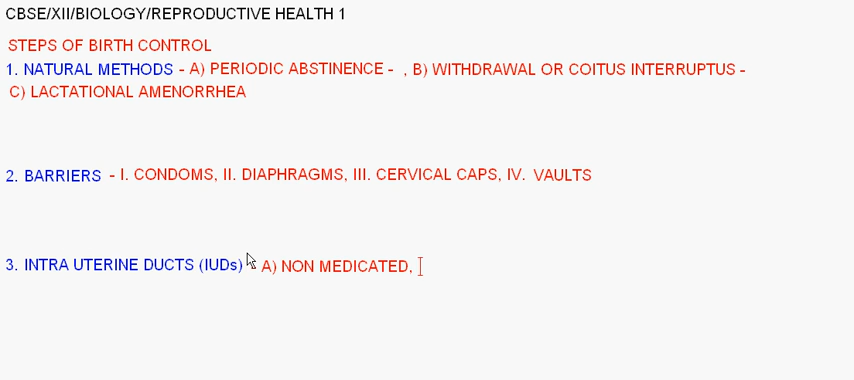 CBSE/XII/BIOLOGY/REPRODUCTIVE HEALTH 1
STEPS OF BIRTH CONTROL
1. NATURAL METHODS - A) PERIODIC ABSTINENCE - , B) WITHDRAWAL OR COITUS INTERRUPTUS -
C) LACTATIONAL AMENORRHEA
2. BARRIERS - I. CONDOMS, II. DIAPHRAGMS, III. CERVICAL CAPS, IV. VAULTS
3. INTRA UTERINE DUCTS (IUDs) A) NON MEDICATED,